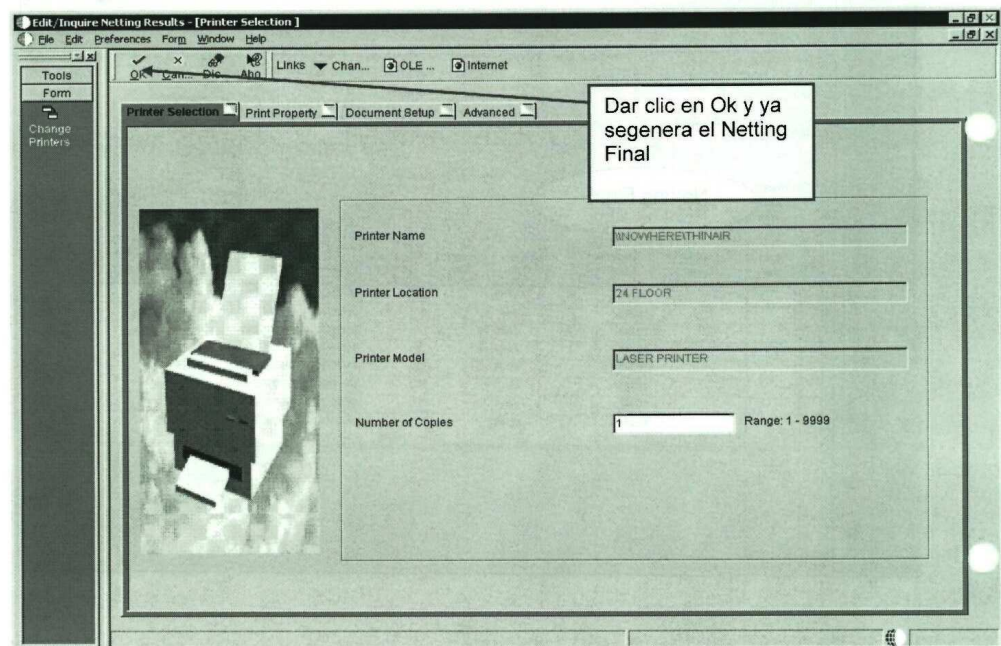 Edit/Inquire Netting Results - [Printer Selection ]
File Edit Preferences Form Window Help
Tools
Form
Change
Printers
OK Can... Dic... Abo
Links Chan... OLE ... Internet
Printer Selection Print Property Document Setup Advanced
Dar clic en Ok y ya
segenera el Netting
Final
Printer Name \\NOWHERE\THINAIR
Printer Location 24 FLOOR
Printer Model LASER PRINTER
Number of Copies 1 Range: 1 - 9999